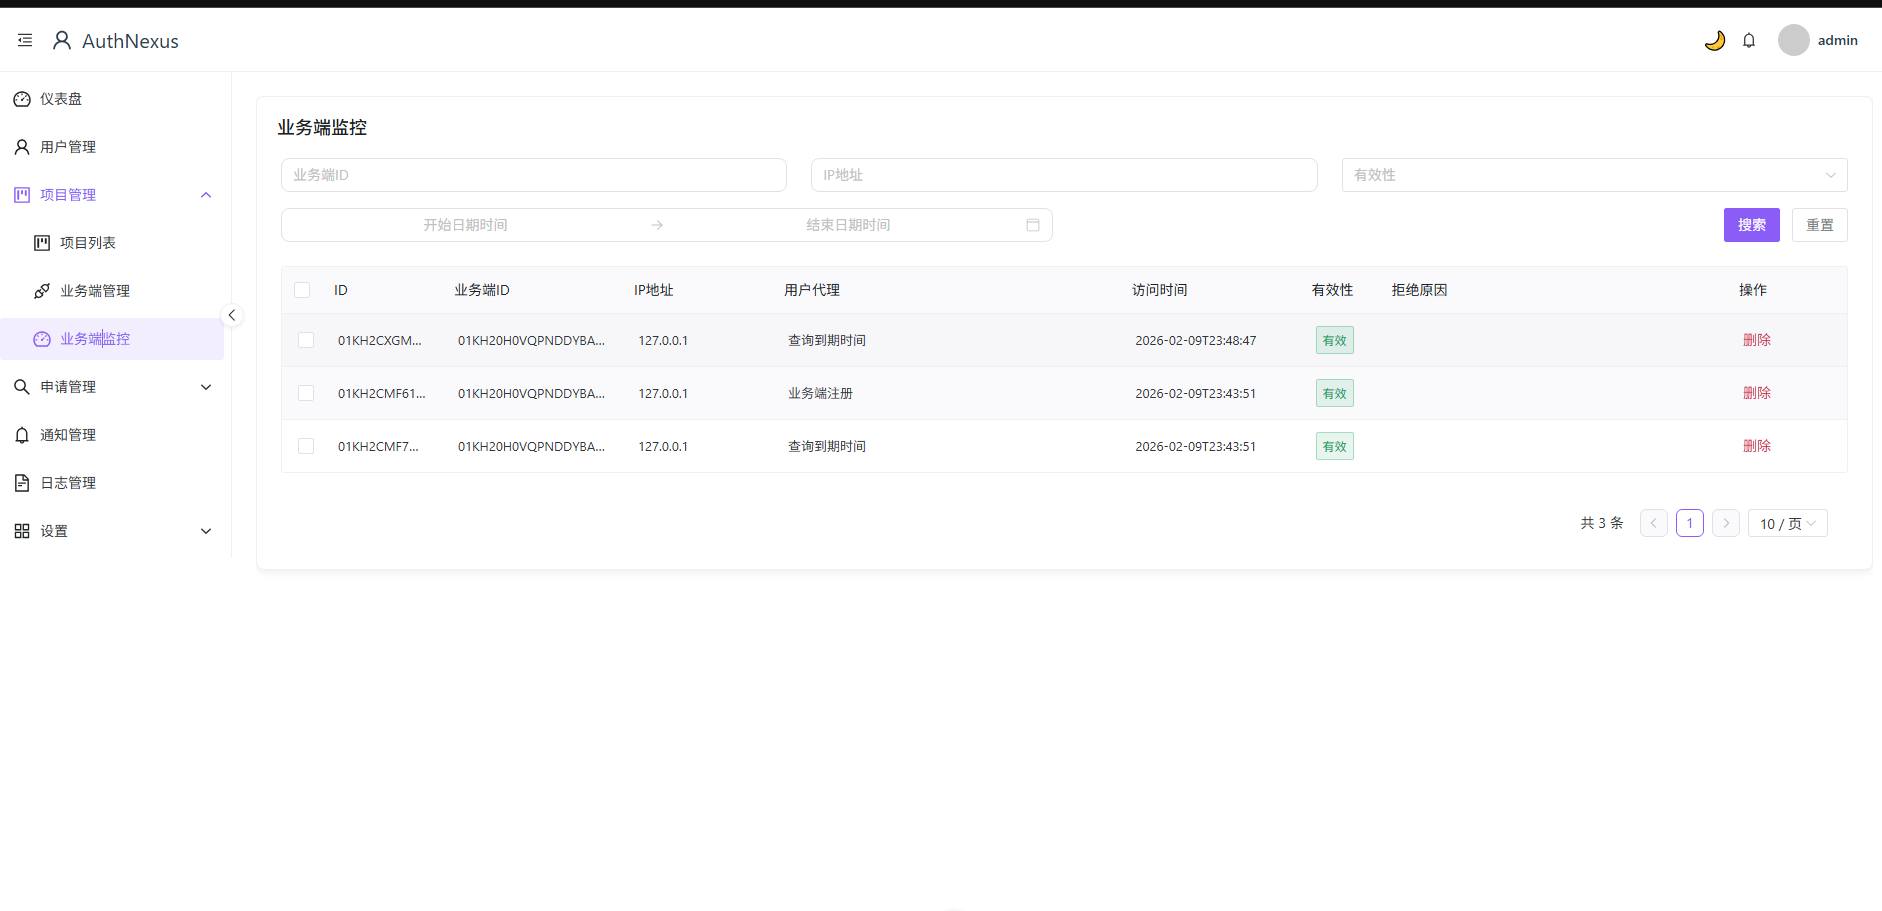 AuthNexus
admin
仪表盘
用户管理
项目管理
项目列表
业务端管理
业务端监控
申请管理
通知管理
日志管理
设置
业务端监控
业务端ID
IP地址
有效性
开始日期时间
结束日期时间
搜索
重置
ID 业务端ID IP地址 用户代理 访问时间 有效性 拒绝原因 操作
01KH2CXGM... 01KH20H0VQPNDDYBA... 127.0.0.1 查询到期时间 2026-02-09T23:48:47 有效 删除
01KH2CMF61... 01KH20H0VQPNDDYBA... 127.0.0.1 业务端注册 2026-02-09T23:43:51 有效 删除
01KH2CMF7... 01KH20H0VQPNDDYBA... 127.0.0.1 查询到期时间 2026-02-09T23:43:51 有效 删除
共 3 条
1
10 / 页